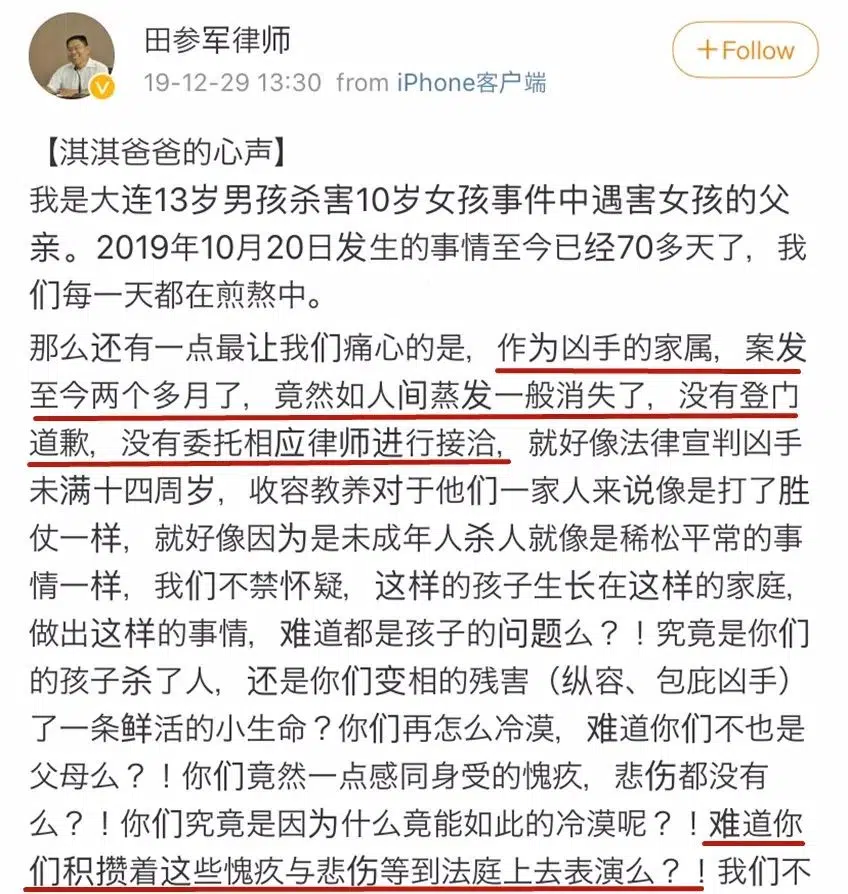 田参军律师
+Follow
19-12-29 13:30 from iPhone客户端
【淇淇爸爸的心声】
我是大连13岁男孩杀害10岁女孩事件中遇害女孩的父
亲。2019年10月20日发生的事情至今已经70多天了，我
们每一天都在煎熬中。
那么还有一点最让我们痛心的是，作为凶手的家属，案发
至今两个多月了，竟然如人间蒸发一般消失了，没有登门
道歉，没有委托相应律师进行接洽，就好像法律宣判凶手
未满十四周岁，收容教养对于他们一家人来说像是打了胜
仗一样，就好像因为是未成年人杀人就像是稀松平常的事
情一样，我们不禁怀疑，这样的孩子生长在这样的家庭，
做出这样的事情，难道都是孩子的问题么？！究竟是你们
的孩子杀了人，还是你们变相的残害（纵容、包庇凶手）
了一条鲜活的小生命？你们再怎么冷漠，难道你们不也是
父母么？！你们竟然一点感同身受的愧疚，悲伤都没有
么？！你们究竟是因为什么竟能如此的冷漠呢？！难道你
们积攒着这些愧疚与悲伤等到法庭上去表演么？！我们不